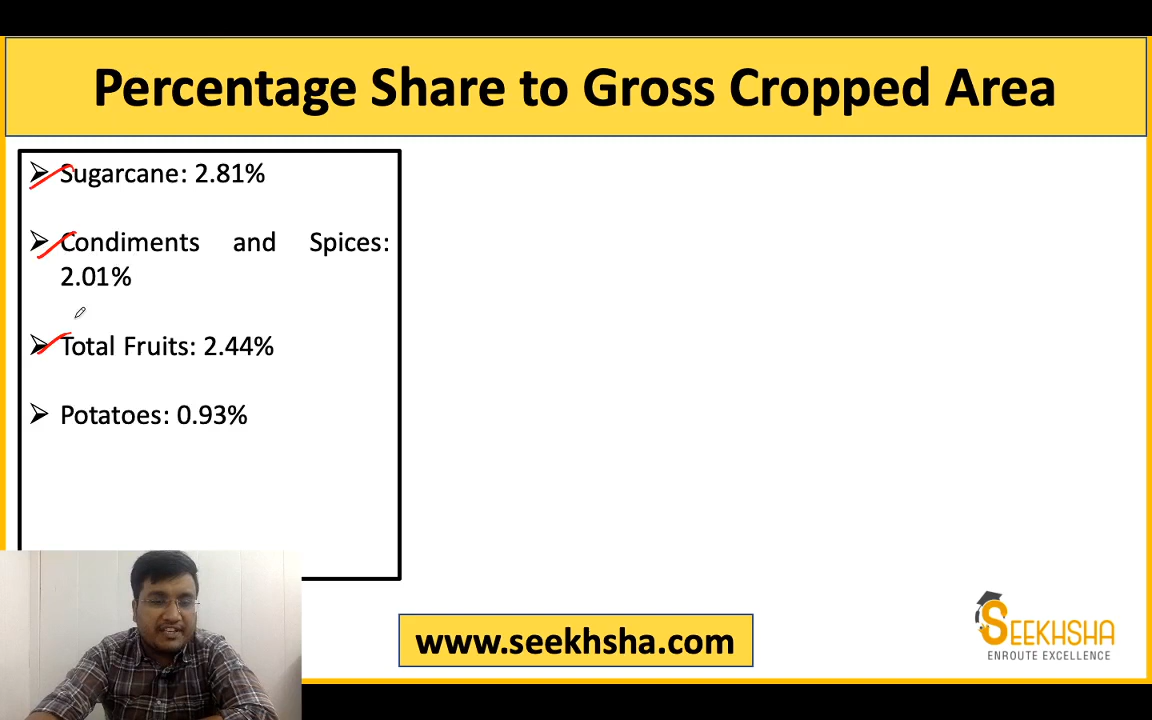 Percentage Share to Gross Cropped Area
Sugarcane: 2.81%
Condiments and Spices:
2.01%
Total Fruits: 2.44%
Potatoes: 0.93%
www.seekhsha.com
SEEKHSHA
ENROUTE EXCELLENCE